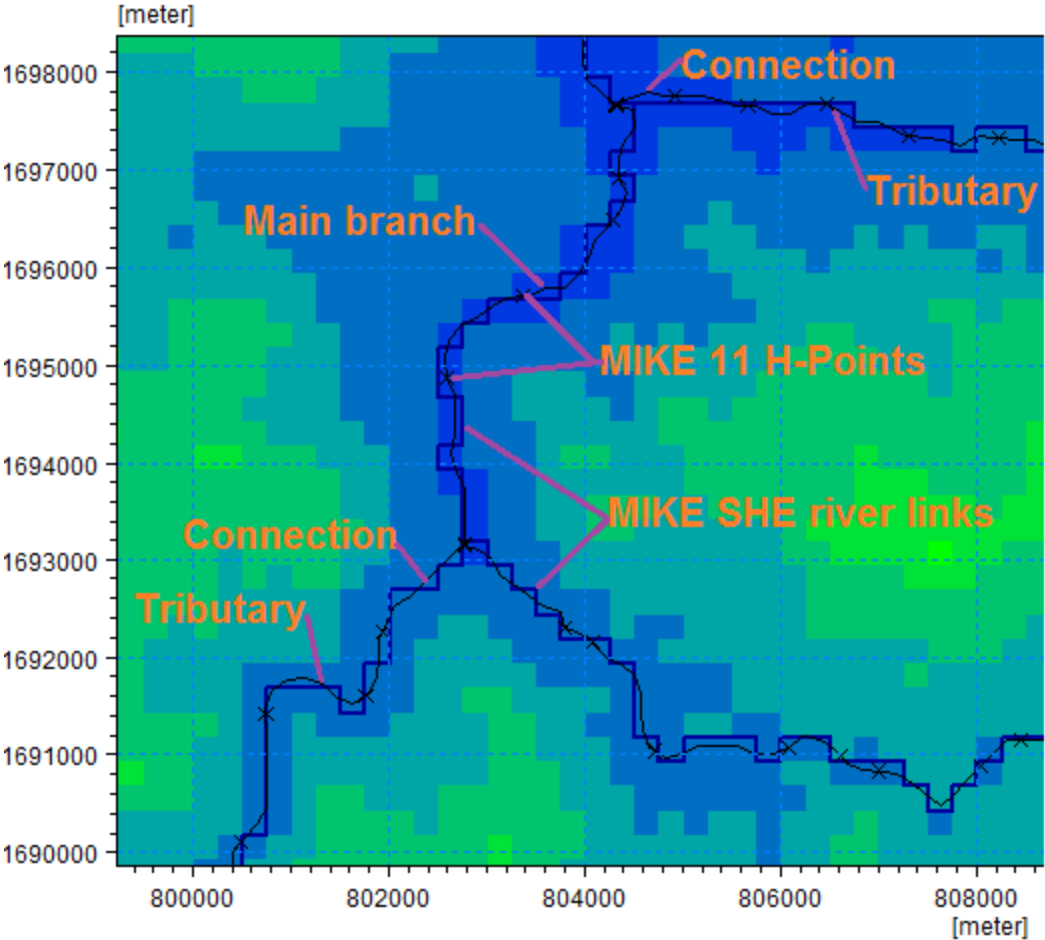 [meter]
1698000
Connection
1697000
Tributary
Main branch
1696000
1695000
MIKE 11 H-Points
1694000
MIKE SHE river links
Connection
1693000
Tributary
1692000
1691000
1690000
800000
802000
804000
806000
808000
[meter]